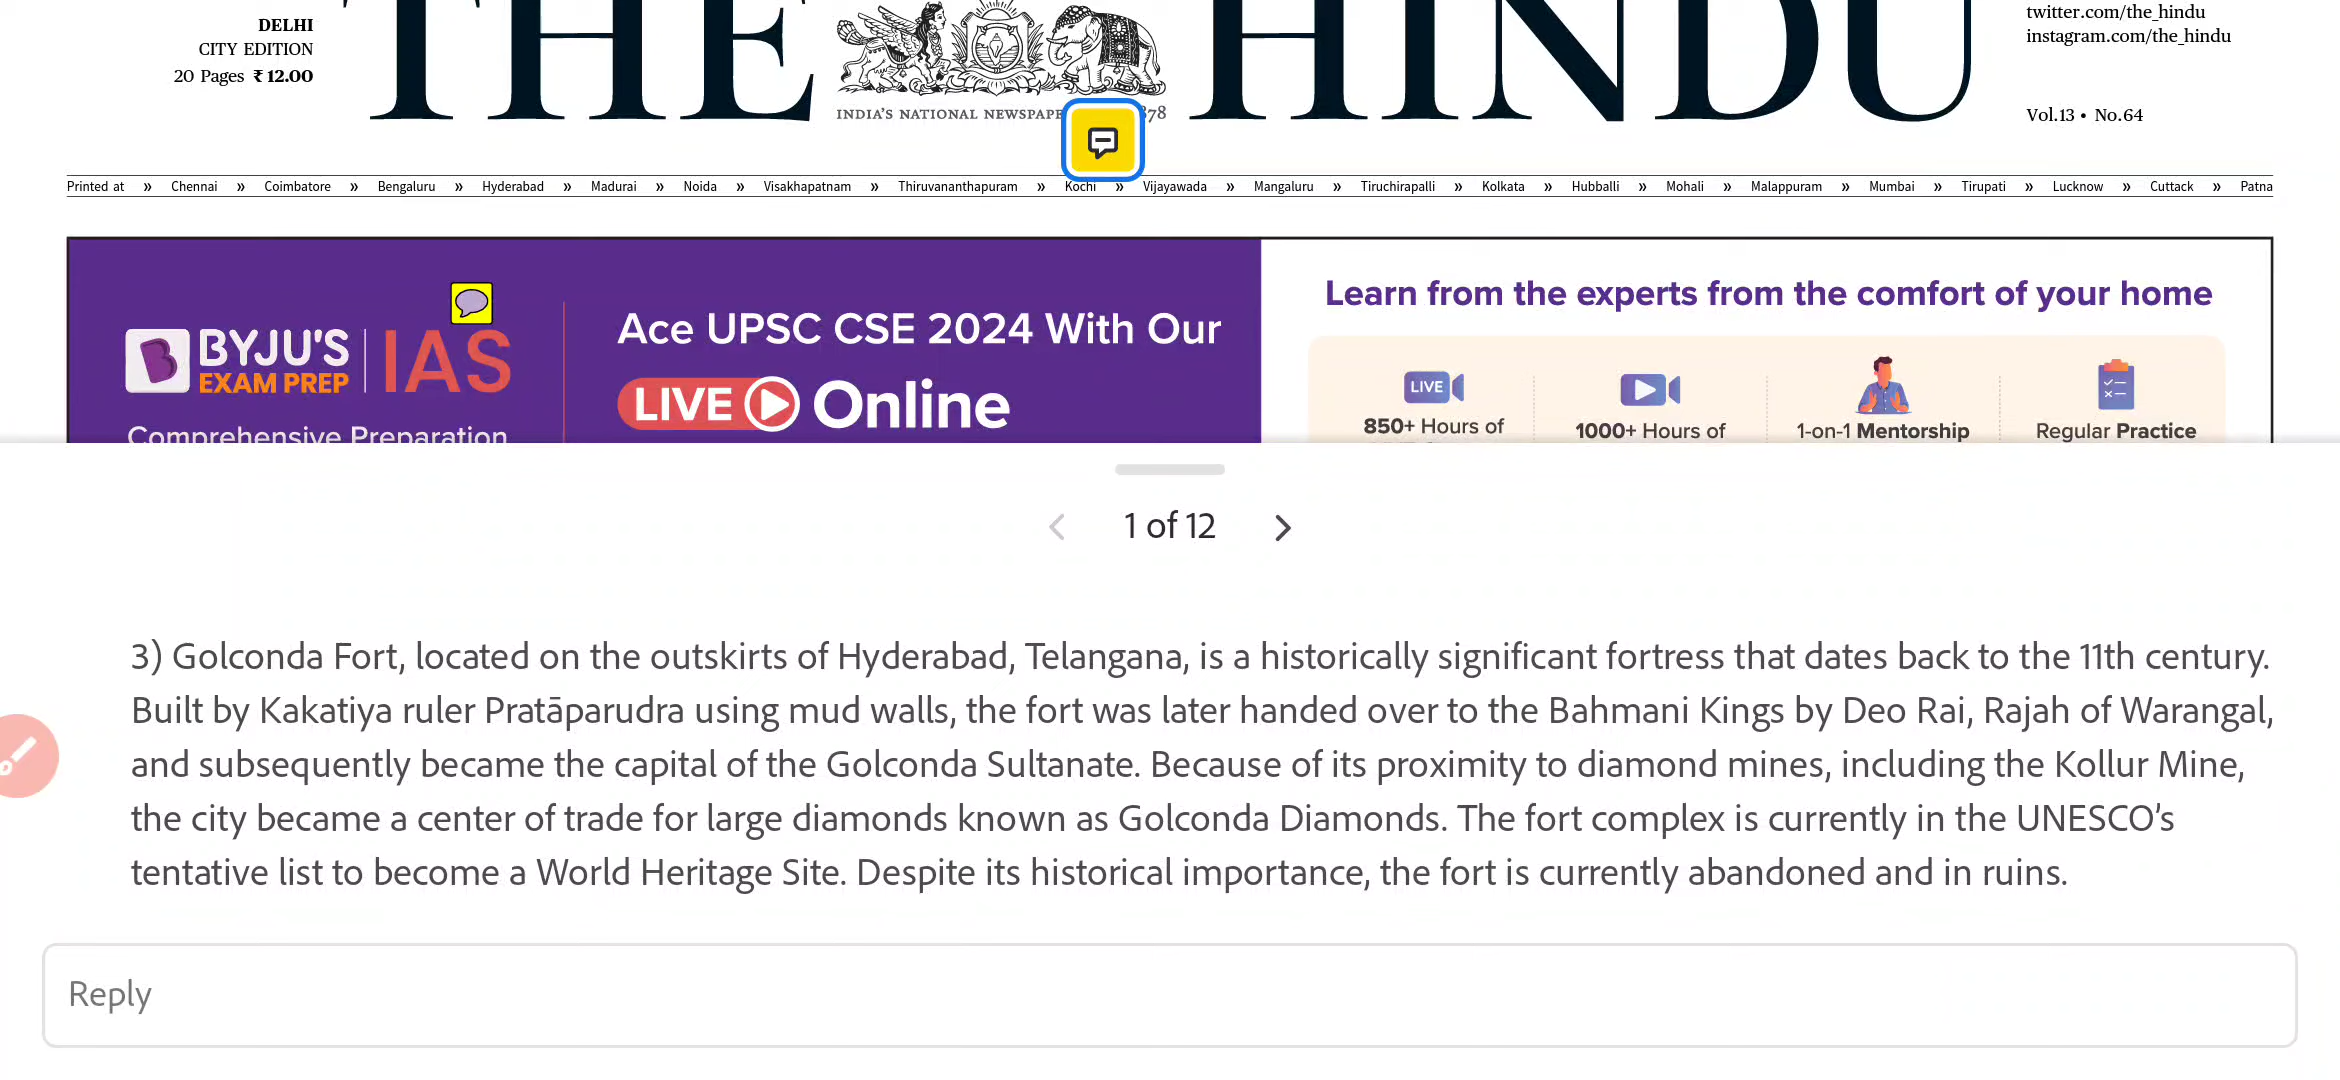 DELHI
CITY EDITION
20 Pages ₹ 12.00
THE HINDU
INDIA'S NATIONAL NEWSPAPE 878
twitter.com/the_hindu
instagram.com/the_hindu
Vol.13 • No.64
Printed at » Chennai » Coimbatore » Bengaluru » Hyderabad » Madurai » Noida » Visakhapatnam » Thiruvananthapuram » Kochi » Vijayawada » Mangaluru » Tiruchirapalli » Kolkata » Hubballi » Mohali » Malappuram » Mumbai » Tirupati » Lucknow » Cuttack » Patna
BYJU'S
EXAM PREP
IAS
Comprehensive Preparation
Ace UPSC CSE 2024 With Our
LIVE Online
Learn from the experts from the comfort of your home
LIVE
850+ Hours of
1000+ Hours of
1-on-1 Mentorship
Regular Practice
1 of 12
3) Golconda Fort, located on the outskirts of Hyderabad, Telangana, is a historically significant fortress that dates back to the 11th century.
Built by Kakatiya ruler Pratāparudra using mud walls, the fort was later handed over to the Bahmani Kings by Deo Rai, Rajah of Warangal,
and subsequently became the capital of the Golconda Sultanate. Because of its proximity to diamond mines, including the Kollur Mine,
the city became a center of trade for large diamonds known as Golconda Diamonds. The fort complex is currently in the UNESCO's
tentative list to become a World Heritage Site. Despite its historical importance, the fort is currently abandoned and in ruins.
Reply